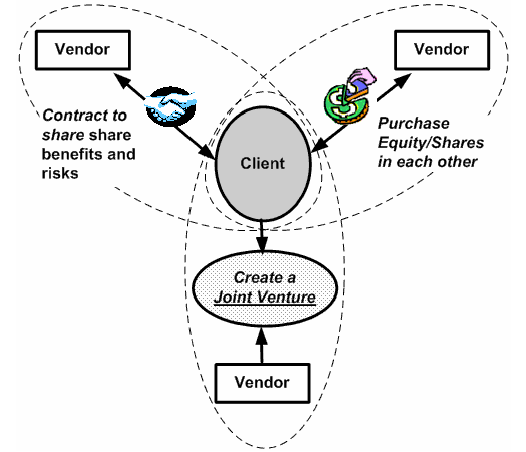 Vendor
Vendor
Contract to
share share
benefits and
risks
Client
Purchase
Equity/Shares
in each other
Create a
Joint Venture
Vendor